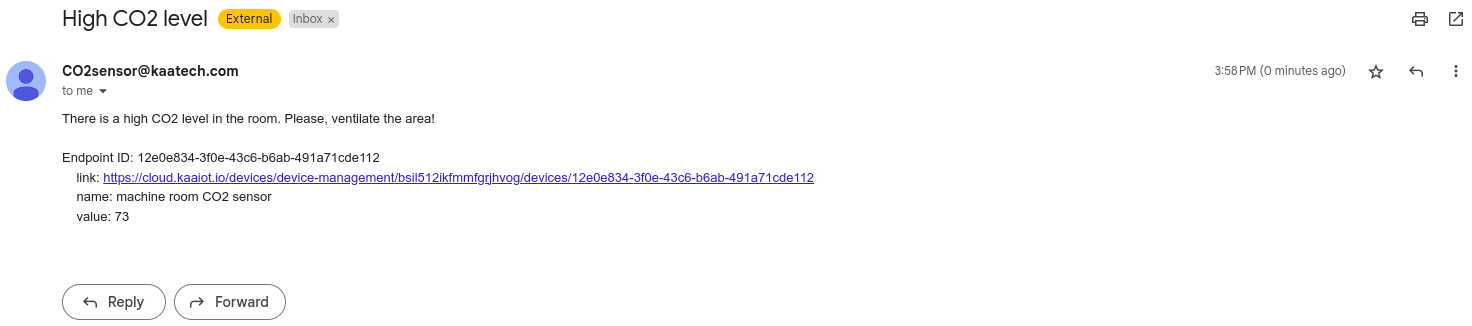 High CO2 level External Inbox ×
CO2sensor@kaatech.com 3:58 PM (0 minutes ago)
to me
There is a high CO2 level in the room. Please, ventilate the area!
Endpoint ID: 12e0e834-3f0e-43c6-b6ab-491a71cde112
link: https://cloud.kaaiot.io/devices/device-management/bsil512ikfmmfgrjhvog/devices/12e0e834-3f0e-43c6-b6ab-491a71cde112
name: machine room CO2 sensor
value: 73
Reply Forward